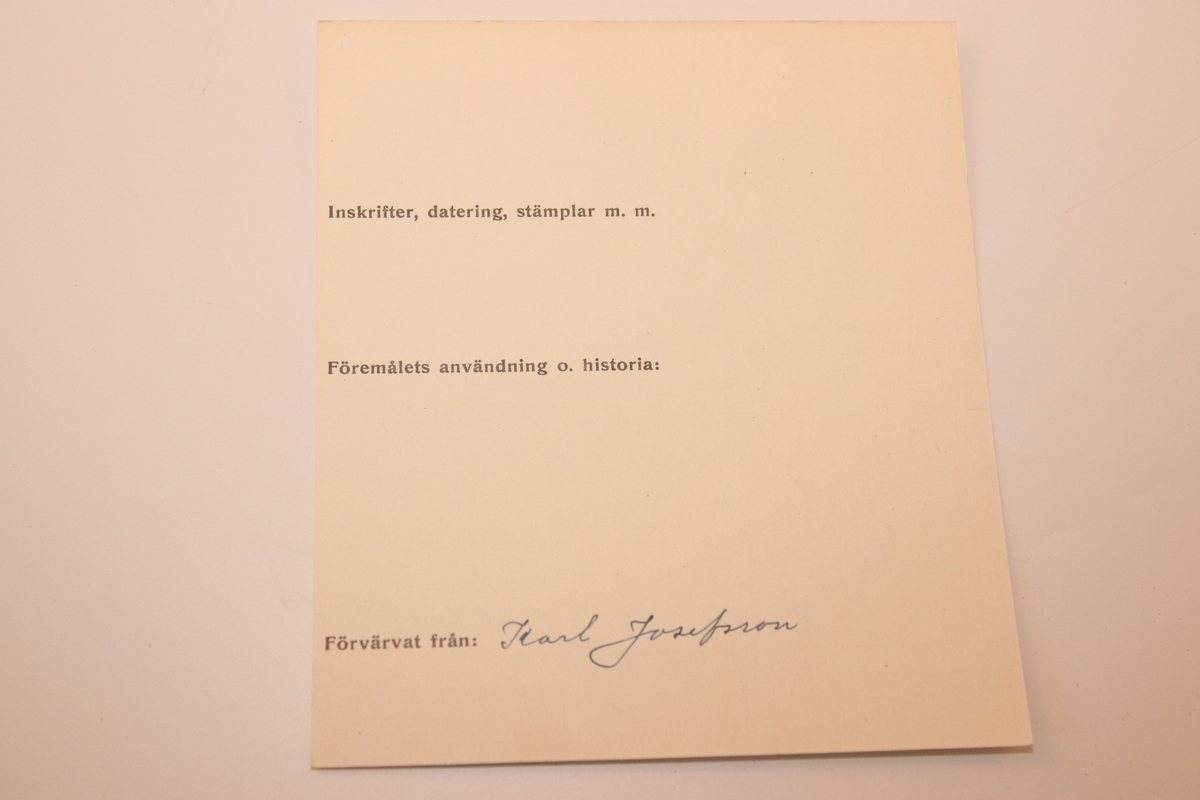 Inskrifter, datering, stämplar m. m.
Föremålets användning o. historia:
Förvärvat från: Karl Josefsson